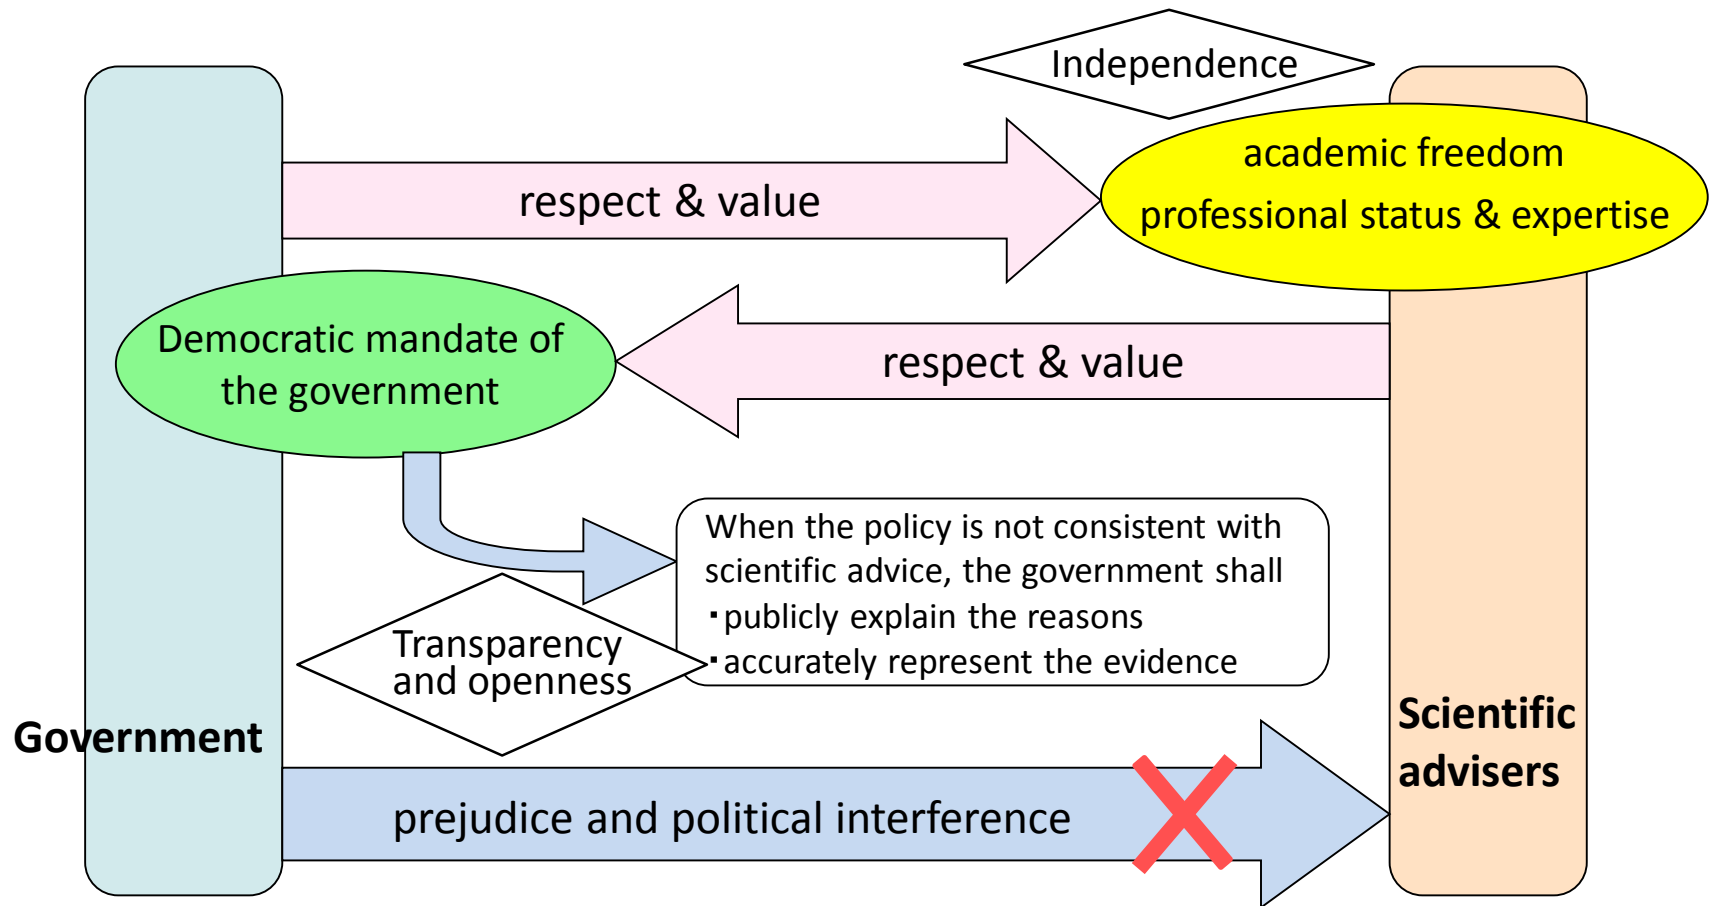 Independence
academic freedom
professional status & expertise
respect & value
Democratic mandate of
the government
respect & value
When the policy is not consistent with
scientific advice, the government shall
・publicly explain the reasons
・accurately represent the evidence
Transparency
and openness
Government
Scientific
advisers
prejudice and political interference